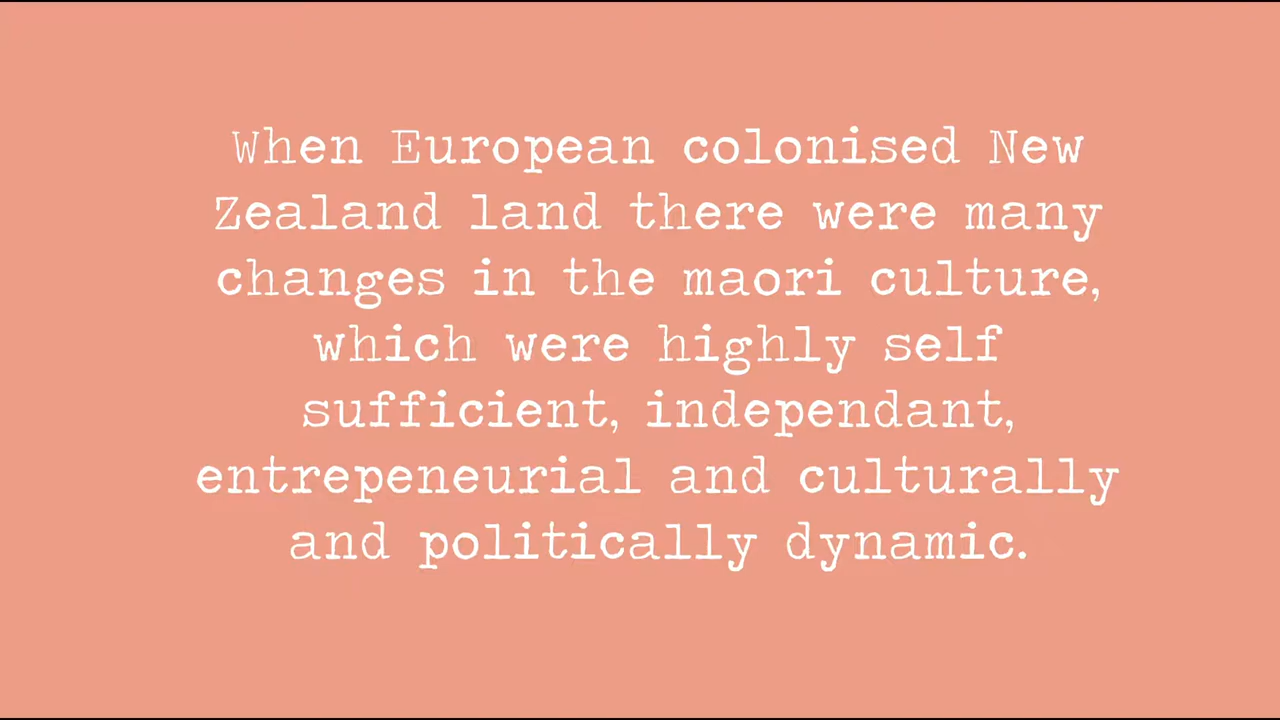 When European colonised New
Zealand land there were many
changes in the maori culture,
which were highly self
sufficient, independant,
entrepeneurial and culturally
and politically dynamic.